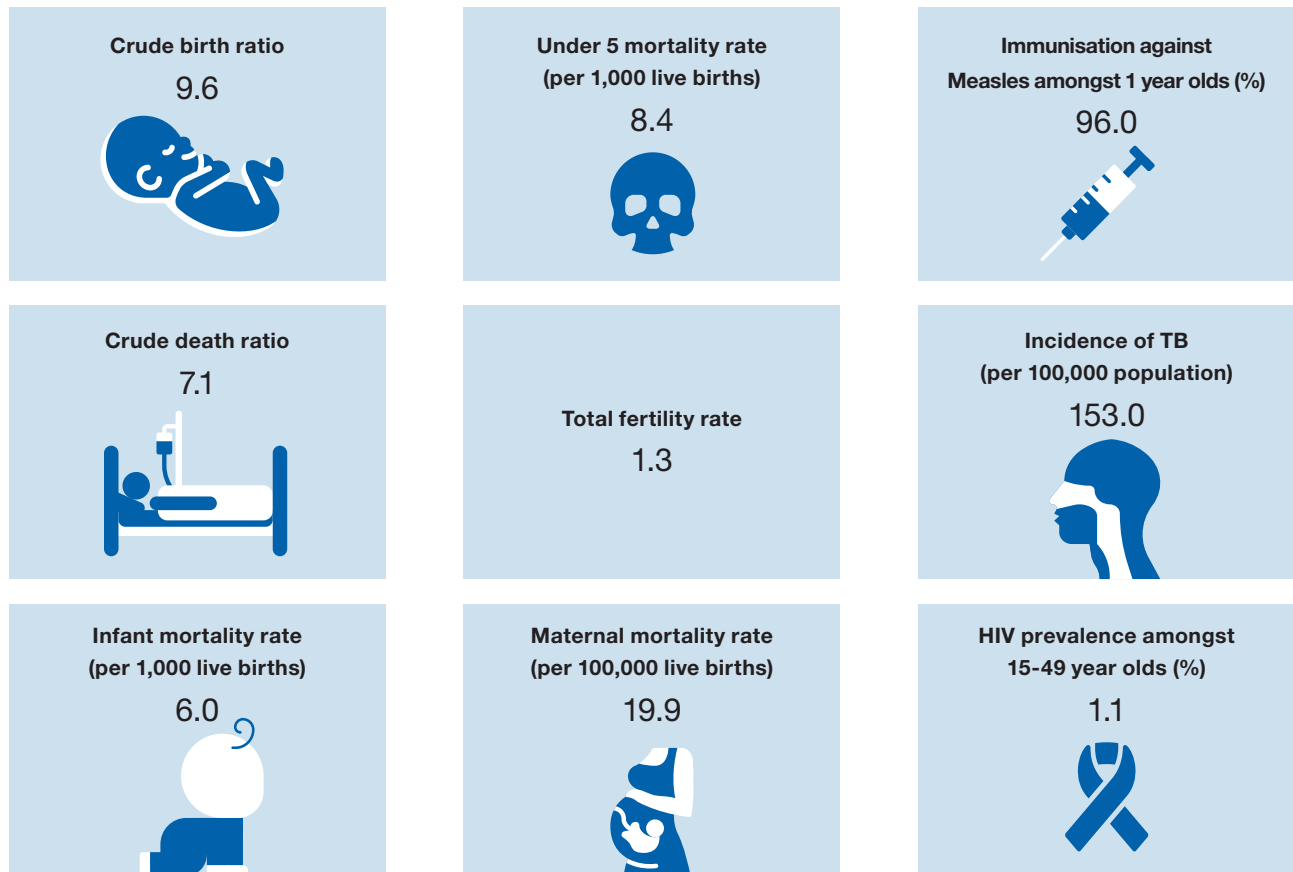 Crude birth ratio
9.6
Under 5 mortality rate
(per 1,000 live births)
8.4
Immunisation against
Measles amongst 1 year olds (%)
96.0
Crude death ratio
7.1
Total fertility rate
1.3
Incidence of TB
(per 100,000 population)
153.0
Infant mortality rate
(per 1,000 live births)
6.0
Maternal mortality rate
(per 100,000 live births)
19.9
HIV prevalence amongst
15-49 year olds (%)
1.1